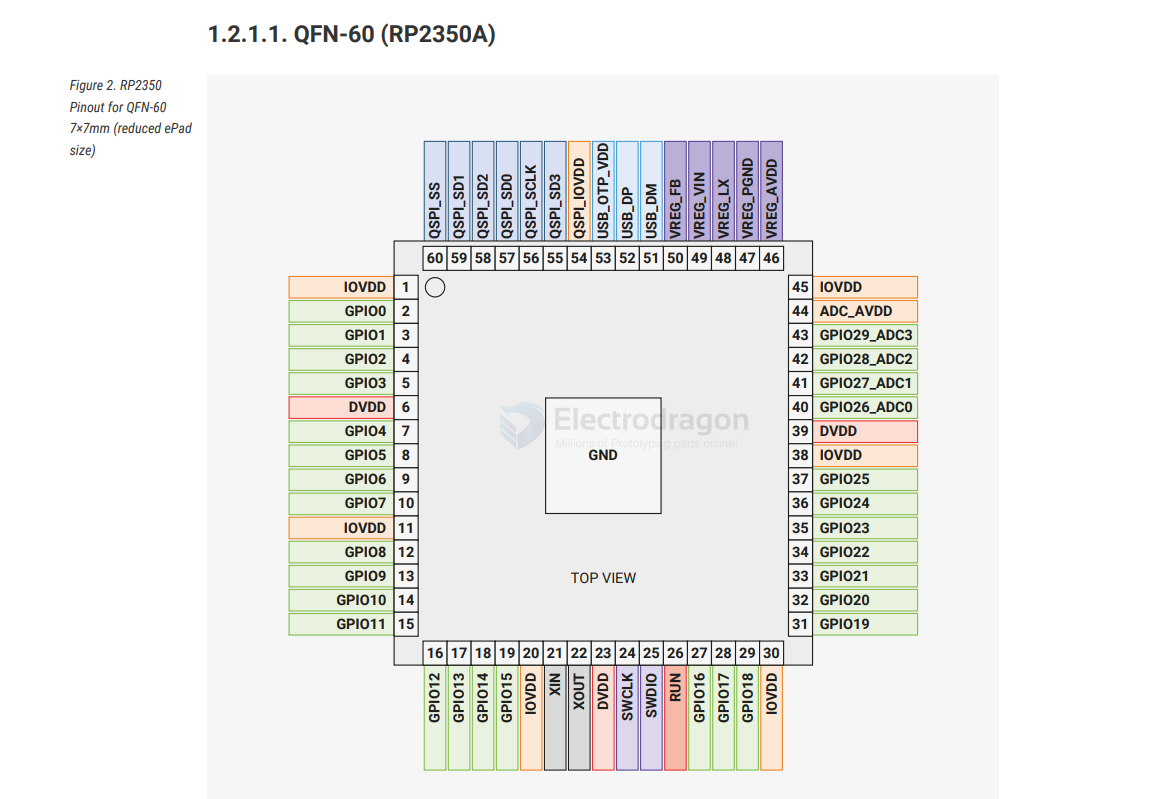 1.2.1.1. QFN-60 (RP2350A)
Figure 2. RP2350
Pinout for QFN-60
7×7mm (reduced ePad
size)
QSPI_SS
QSPI_SD1
QSPI_SD2
QSPI_SD0
QSPI_SCLK
QSPI_SD3
QSPI_IOVDD
USB_OTP_VDD
USB_DP
USB_DM
VREG_FB
VREG_VIN
VREG_LX
VREG_PGND
VREG_AVDD
60 59 58 57 56 55 54 53 52 51 50 49 48 47 46
IOVDD 1 45 IOVDD
GPIO0 2 44 ADC_AVDD
GPIO1 3 43 GPIO29_ADC3
GPIO2 4 42 GPIO28_ADC2
GPIO3 5 41 GPIO27_ADC1
DVDD 6 40 GPIO26_ADC0
GPIO4 7 39 DVDD
GPIO5 8 38 IOVDD
GPIO6 9 37 GPIO25
GPIO7 10 36 GPIO24
IOVDD 11 35 GPIO23
GPIO8 12 34 GPIO22
GPIO9 13 33 GPIO21
GPIO10 14 32 GPIO20
GPIO11 15 31 GPIO19
Electrodragon
Millions of Prototyping parts online!
GND
TOP VIEW
16 17 18 19 20 21 22 23 24 25 26 27 28 29 30
GPIO12
GPIO13
GPIO14
GPIO15
IOVDD
XIN
XOUT
DVDD
SWCLK
SWDIO
RUN
GPIO16
GPIO17
GPIO18
IOVDD